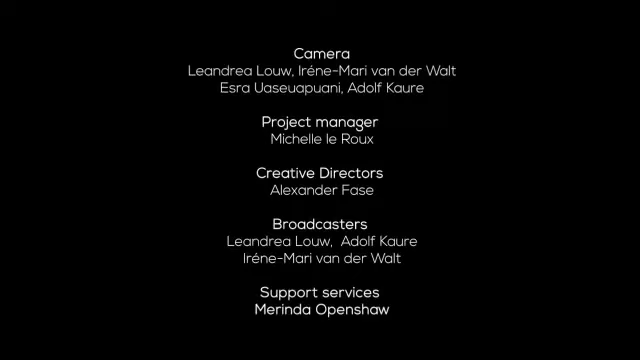 Camera
Leandrea Louw, Iréne-Mari van der Walt
Esra Uaseuapuani, Adolf Kaure
Project manager
Michelle le Roux
Creative Directors
Alexander Fase
Broadcasters
Leandrea Louw, Adolf Kaure
Iréne-Mari van der Walt
Support services
Merinda Openshaw